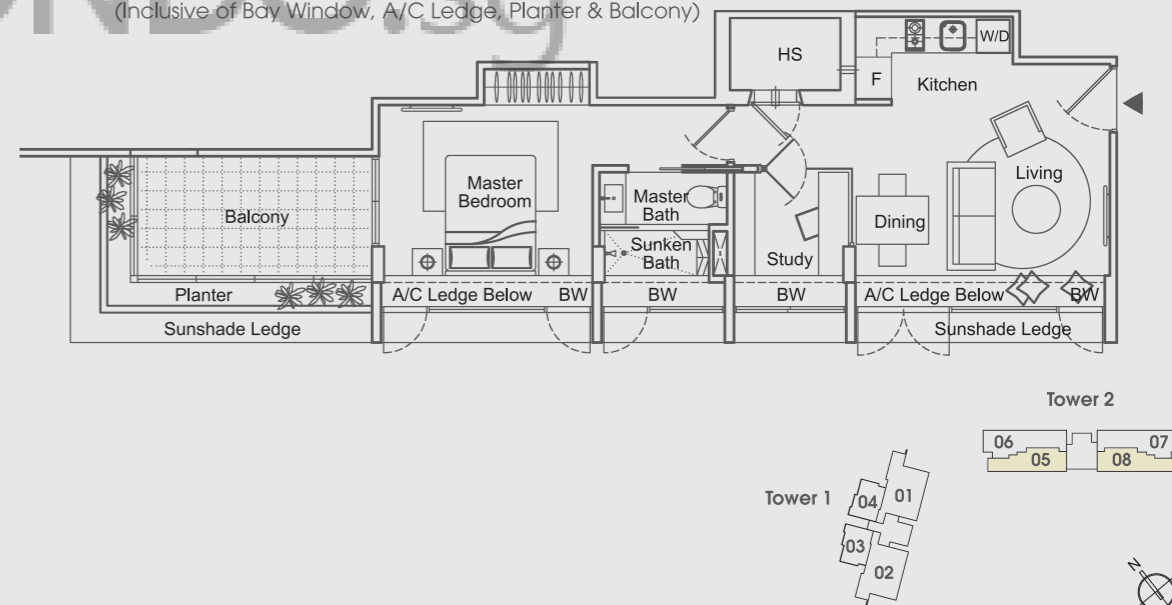 (Inclusive of Bay Window, A/C Ledge, Planter & Balcony)
HS
W/D
F
Kitchen
Living
Master
Bedroom
Master
Bath
Dining
Balcony
Sunken
Bath
Study
Planter
A/C Ledge Below
BW
BW
BW
A/C Ledge Below
BW
Sunshade Ledge
Sunshade Ledge
Tower 2
06
07
05
08
Tower 1
04
01
03
02
N